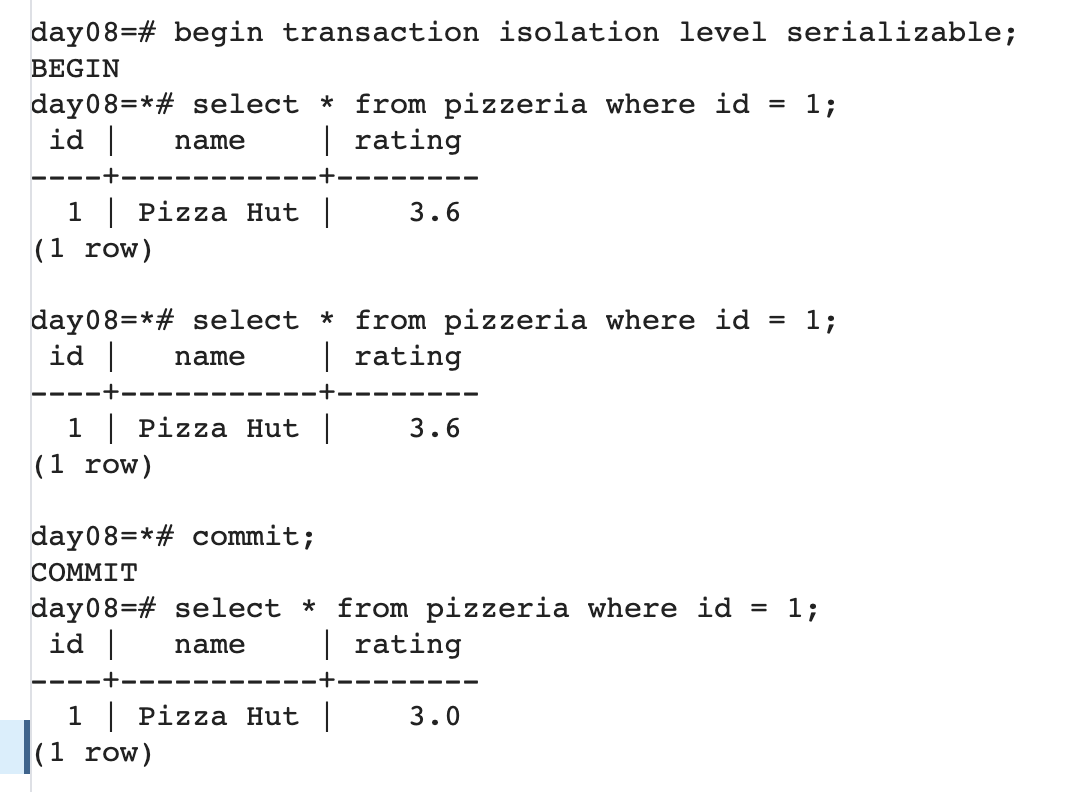 day08=# begin transaction isolation level serializable;
BEGIN
day08=*# select * from pizzeria where id = 1;
 id |   name    | rating
----+-----------+--------
  1 | Pizza Hut |    3.6
(1 row)

day08=*# select * from pizzeria where id = 1;
 id |   name    | rating
----+-----------+--------
  1 | Pizza Hut |    3.6
(1 row)

day08=*# commit;
COMMIT
day08=# select * from pizzeria where id = 1;
 id |   name    | rating
----+-----------+--------
  1 | Pizza Hut |    3.0
(1 row)